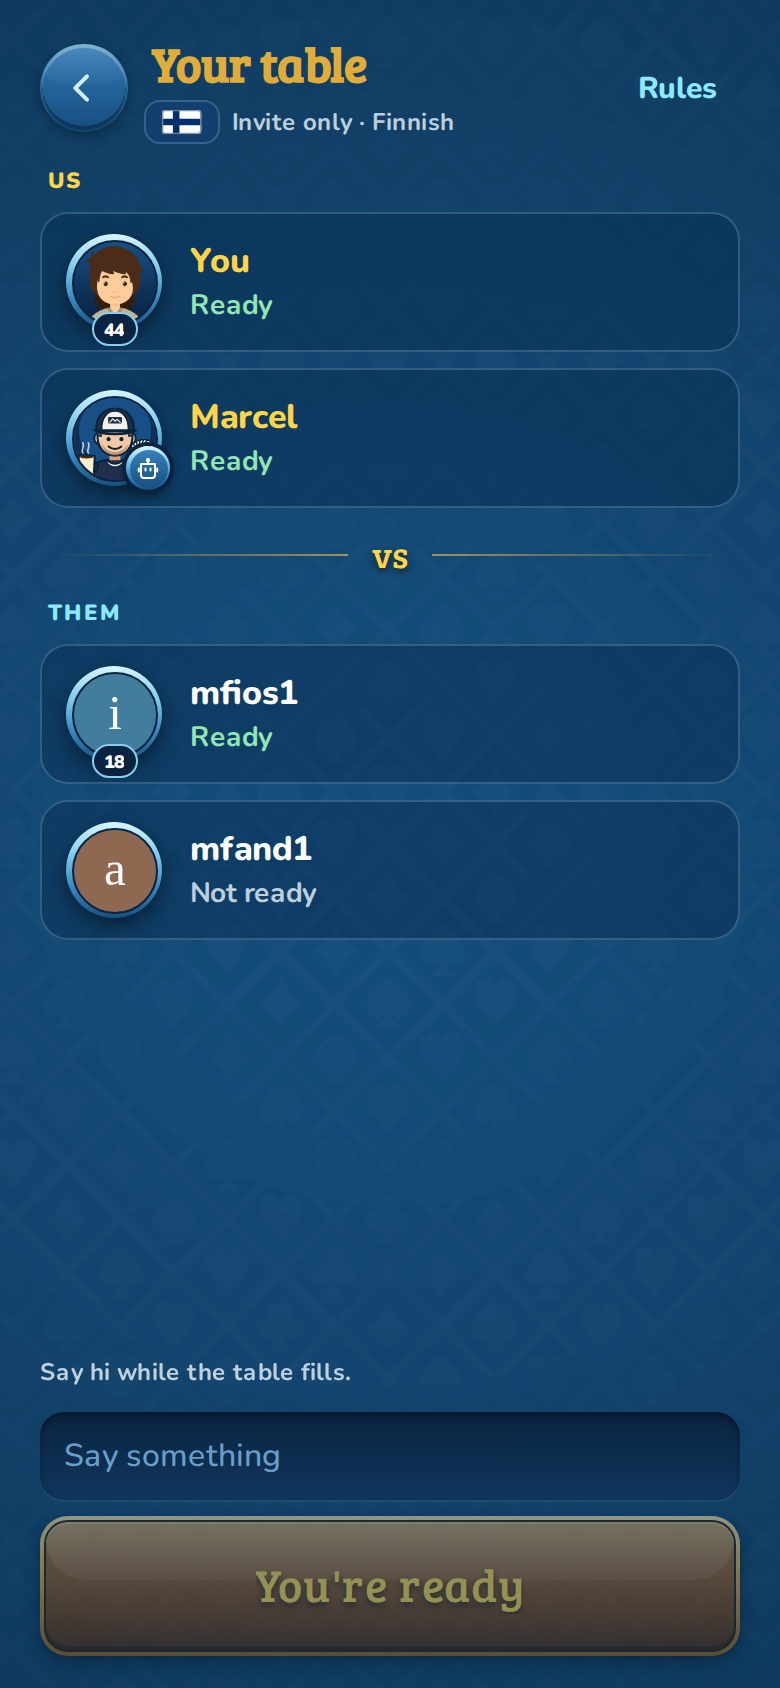 Your table
Rules
Invite only · Finnish
US
You
Ready
44
Marcel
Ready
VS
THEM
i
mfios1
Ready
18
a
mfand1
Not ready
Say hi while the table fills.
Say something
You're ready